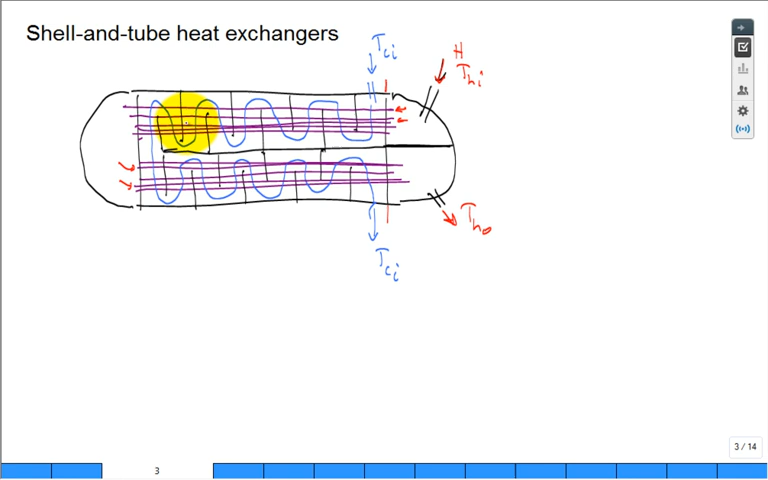 Shell-and-tube heat exchangers
Tci
H
Thi
Tho
Tci
3 / 14
3